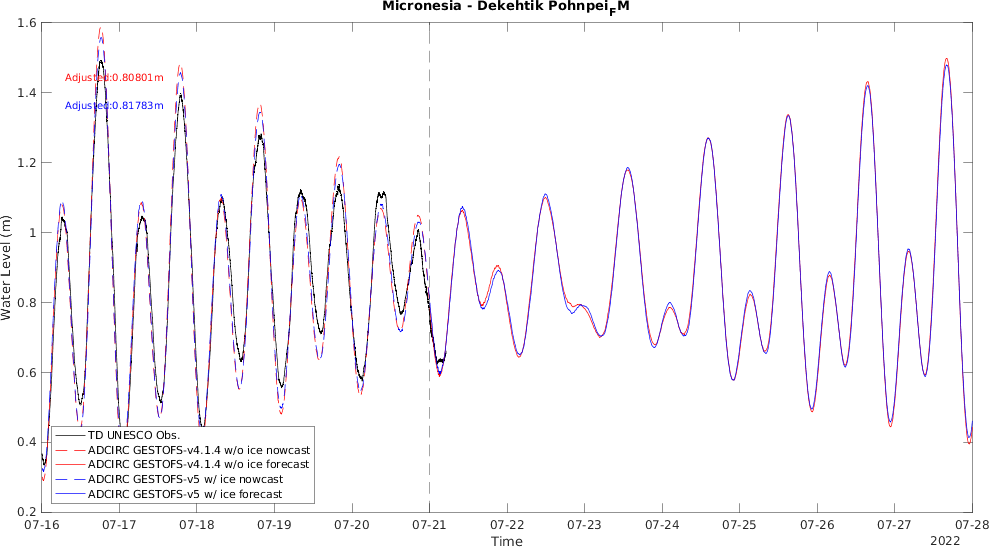 Micronesia - Dekehtik Pohnpei_FM
1.6
1.4
1.2
1
0.8
0.6
0.4
0.2
Water Level (m)
Adjusted:0.80801m
Adjusted:0.81783m
TD UNESCO Obs.
ADCIRC GESTOFS-v4.1.4 w/o ice nowcast
ADCIRC GESTOFS-v4.1.4 w/o ice forecast
ADCIRC GESTOFS-v5 w/ ice nowcast
ADCIRC GESTOFS-v5 w/ ice forecast
07-16 07-17 07-18 07-19 07-20 07-21 07-22 07-23 07-24 07-25 07-26 07-27 07-28
Time
2022